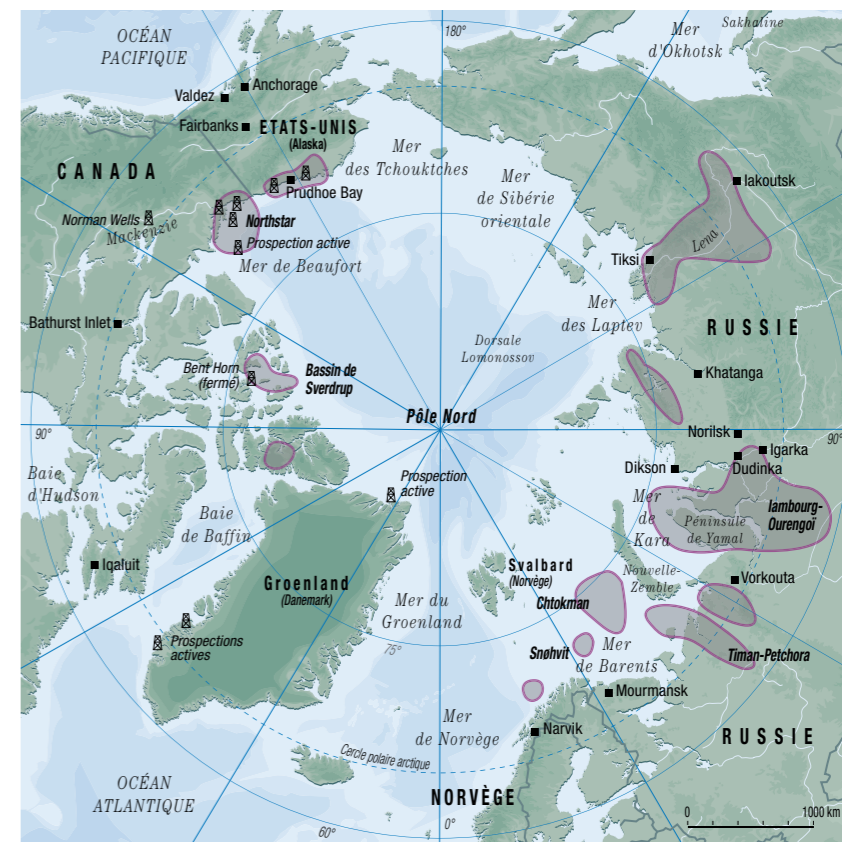 OCÉAN
PACIFIQUE
180°
Mer
d'Okhotsk
Sakhaline
Anchorage
Valdez
Fairbanks
ETATS-UNIS
(Alaska)
CANADA
Mer
des Tchouktches
Mer
de Sibérie
orientale
Iakoutsk
Prudhoe Bay
Norman Wells
Mackenzie
Northstar
Prospection active
Mer de Beaufort
Lena
Tiksi
Mer
des Laptev
RUSSIE
Bathurst Inlet
Dorsale
Lomonossov
Bent Horn
(fermé)
Bassin de
Sverdrup
Khatanga
Pôle Nord
90°
Norilsk
90°
Igarka
Dudinka
Dikson
Baie
d'Hudson
Prospection
active
Mer
de
Kara
Péninsule
de Yamal
Iambourg-
Ourengoï
Baie
de Baffin
Iqaluit
Groenland
(Danemark)
Svalbard
(Norvège)
Nouvelle-
Zemble
Vorkouta
Mer du
Groenland
Chtokman
Prospections
actives
75°
Snøhvit
Mer
de Barents
Timan-Petchora
Mourmansk
Mer
de Norvège
Narvik
RUSSIE
Cercle polaire arctique
OCÉAN
ATLANTIQUE
NORVÈGE
60°
0°
0
1000 km